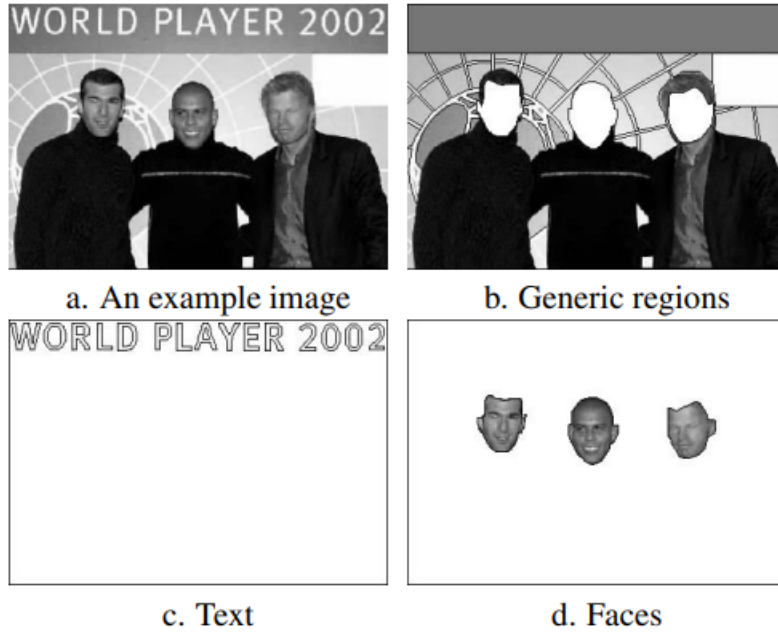 WORLD PLAYER 2002
a. An example image
b. Generic regions
WORLD PLAYER 2002
c. Text
d. Faces